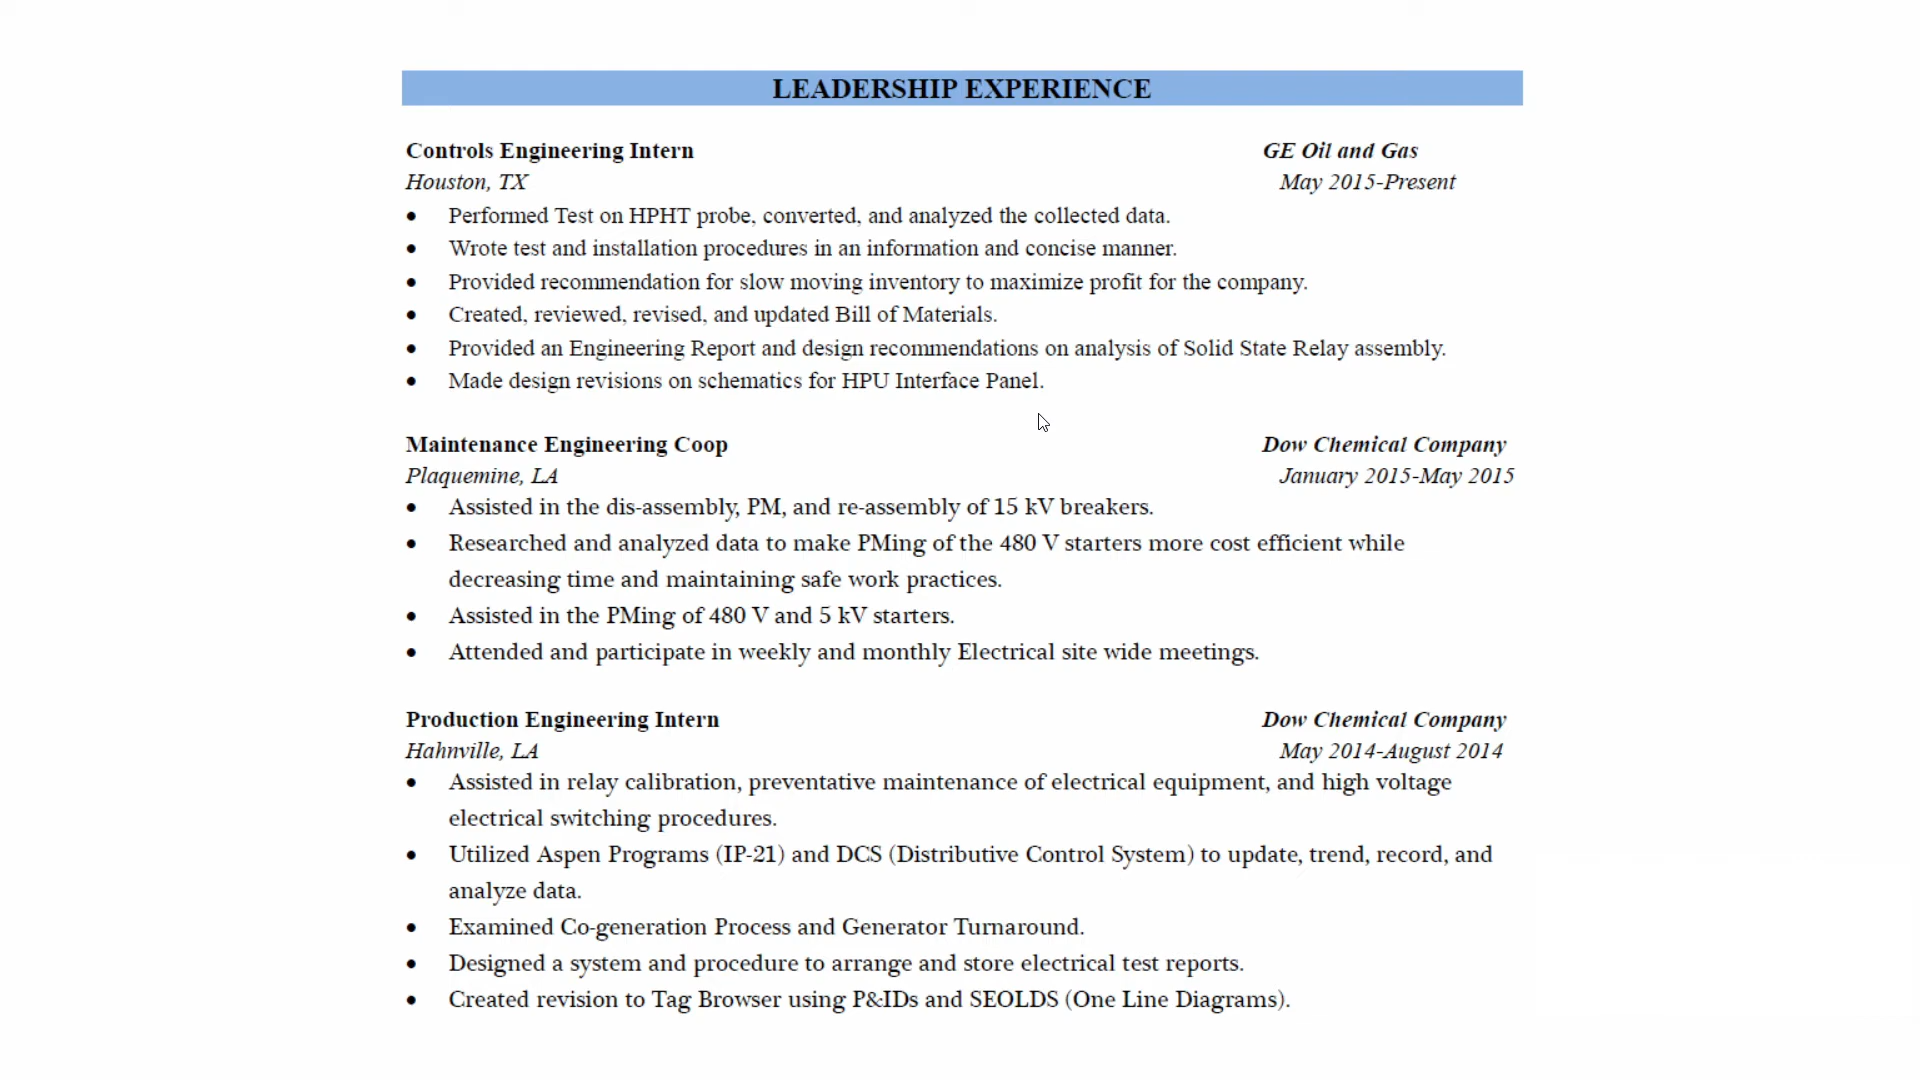 LEADERSHIP EXPERIENCE
Controls Engineering Intern GE Oil and Gas
Houston, TX May 2015-Present
• Performed Test on HPHT probe, converted, and analyzed the collected data.
• Wrote test and installation procedures in an information and concise manner.
• Provided recommendation for slow moving inventory to maximize profit for the company.
• Created, reviewed, revised, and updated Bill of Materials.
• Provided an Engineering Report and design recommendations on analysis of Solid State Relay assembly.
• Made design revisions on schematics for HPU Interface Panel.
Maintenance Engineering Coop Dow Chemical Company
Plaquemine, LA January 2015-May 2015
• Assisted in the dis-assembly, PM, and re-assembly of 15 kV breakers.
• Researched and analyzed data to make PMing of the 480 V starters more cost efficient while
decreasing time and maintaining safe work practices.
• Assisted in the PMing of 480 V and 5 kV starters.
• Attended and participate in weekly and monthly Electrical site wide meetings.
Production Engineering Intern Dow Chemical Company
Hahnville, LA May 2014-August 2014
• Assisted in relay calibration, preventative maintenance of electrical equipment, and high voltage
electrical switching procedures.
• Utilized Aspen Programs (IP-21) and DCS (Distributive Control System) to update, trend, record, and
analyze data.
• Examined Co-generation Process and Generator Turnaround.
• Designed a system and procedure to arrange and store electrical test reports.
• Created revision to Tag Browser using P&IDs and SEOLDS (One Line Diagrams).